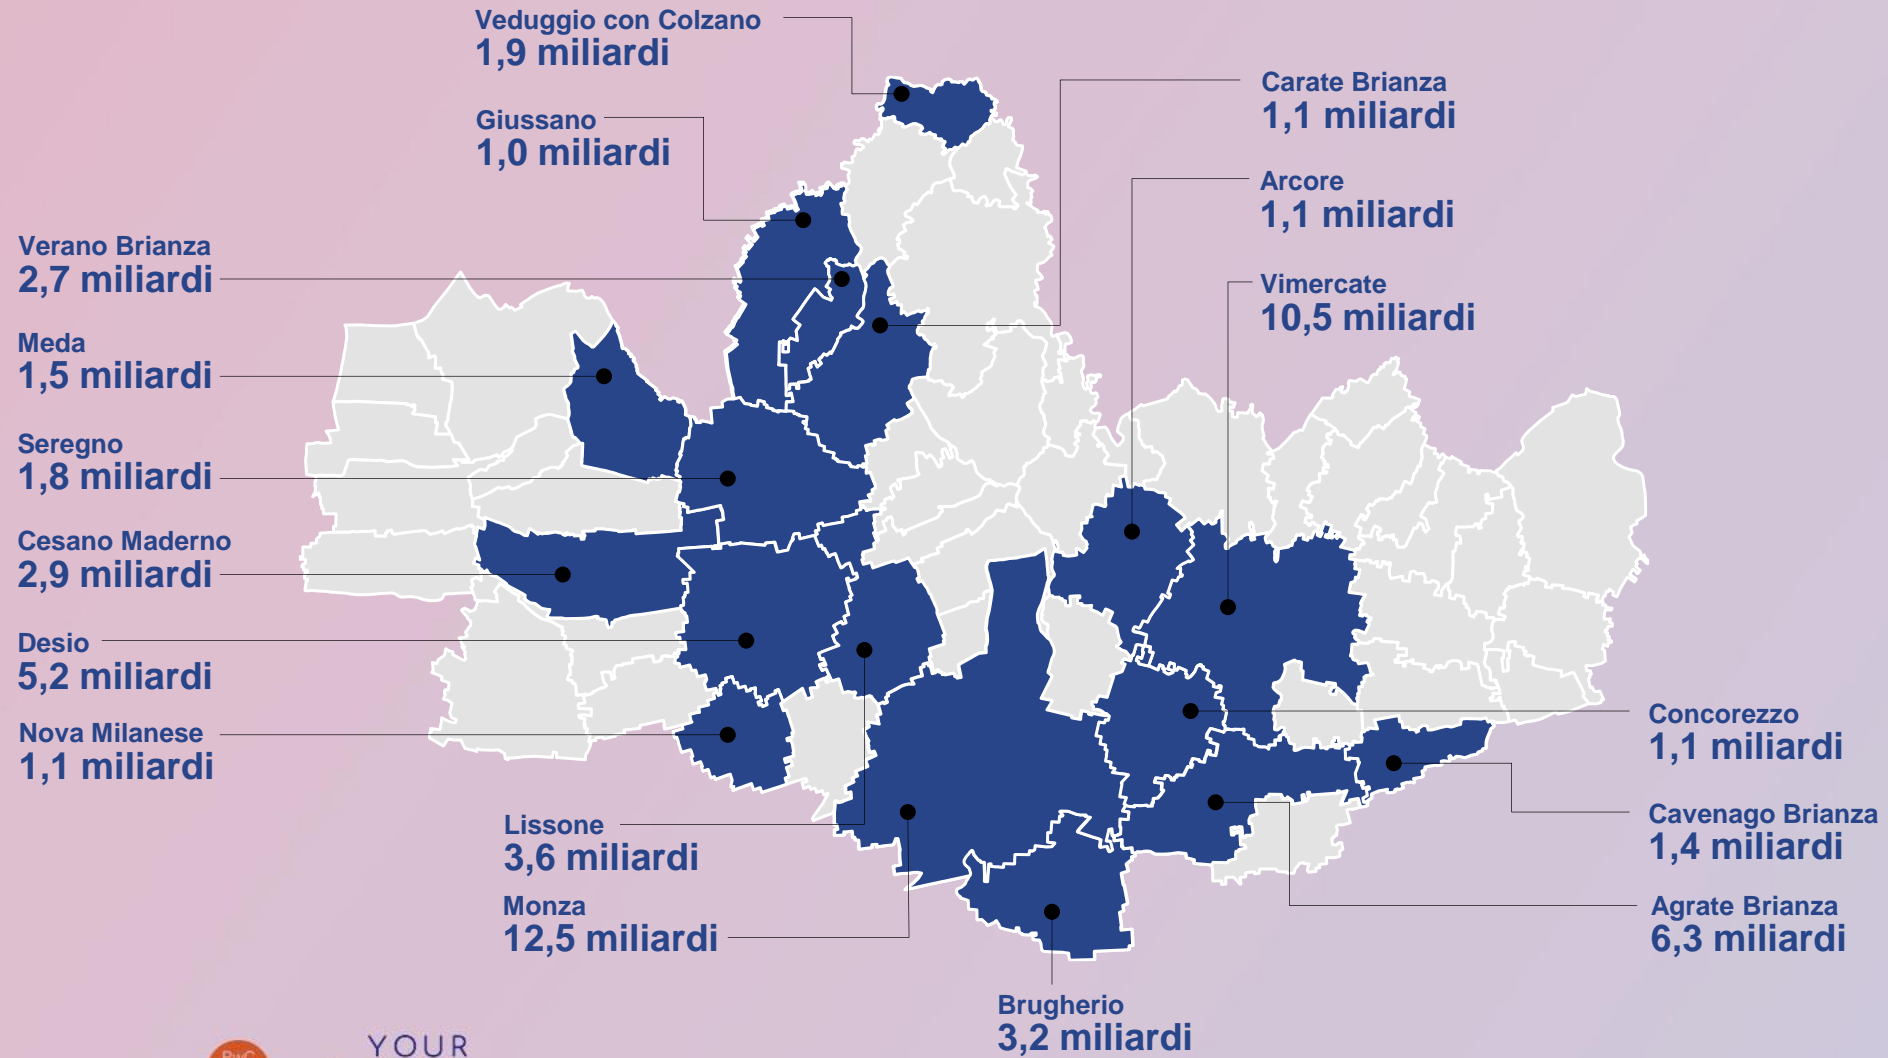 Veduggio con Colzano
1,9 miliardi
Carate Brianza
1,1 miliardi
Giussano
1,0 miliardi
Arcore
1,1 miliardi
Verano Brianza
2,7 miliardi
Vimercate
10,5 miliardi
Meda
1,5 miliardi
Seregno
1,8 miliardi
Cesano Maderno
2,9 miliardi
Desio
5,2 miliardi
Nova Milanese
1,1 miliardi
Concorezzo
1,1 miliardi
Lissone
3,6 miliardi
Cavenago Brianza
1,4 miliardi
Monza
12,5 miliardi
Agrate Brianza
6,3 miliardi
Brugherio
3,2 miliardi
PwC
YOUR